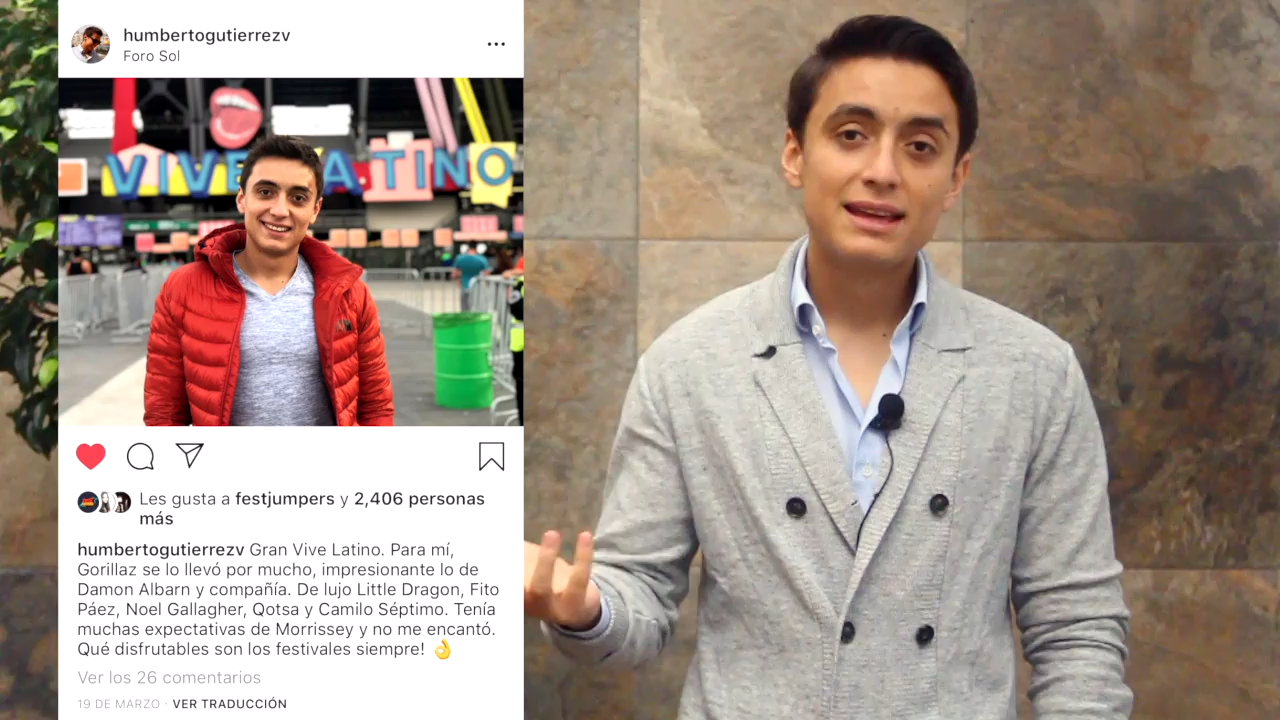 humbertogutierrezv
Foro Sol
VIVE LATINO
Les gusta a festjumpers y 2,406 personas
más
humbertogutierrezv Gran Vive Latino. Para mí,
Gorillaz se lo llevó por mucho, impresionante lo de
Damon Albarn y compañía. De lujo Little Dragon, Fito
Páez, Noel Gallagher, Qotsa y Camilo Séptimo. Tenía
muchas expectativas de Morrissey y no me encantó.
Qué disfrutables son los festivales siempre! 👌
Ver los 26 comentarios
19 DE MARZO · VER TRADUCCIÓN